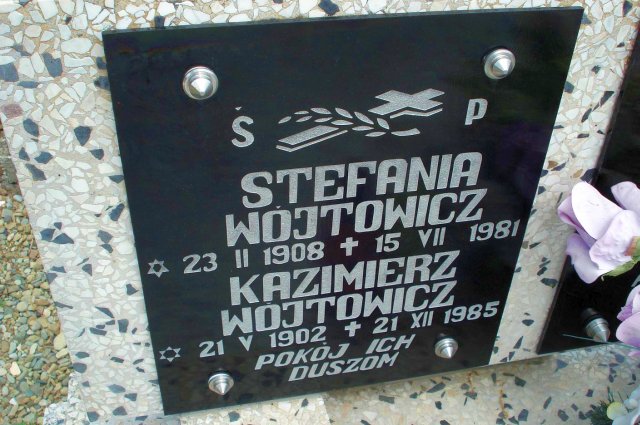 Ś P
STEFANIA
WÓJTOWICZ
✡ 23 II 1908 ✝ 15 VII 1981
KAZIMIERZ
WÓJTOWICZ
✡ 21 V 1902 ✝ 21 XII 1985
POKÓJ ICH
DUSZOM